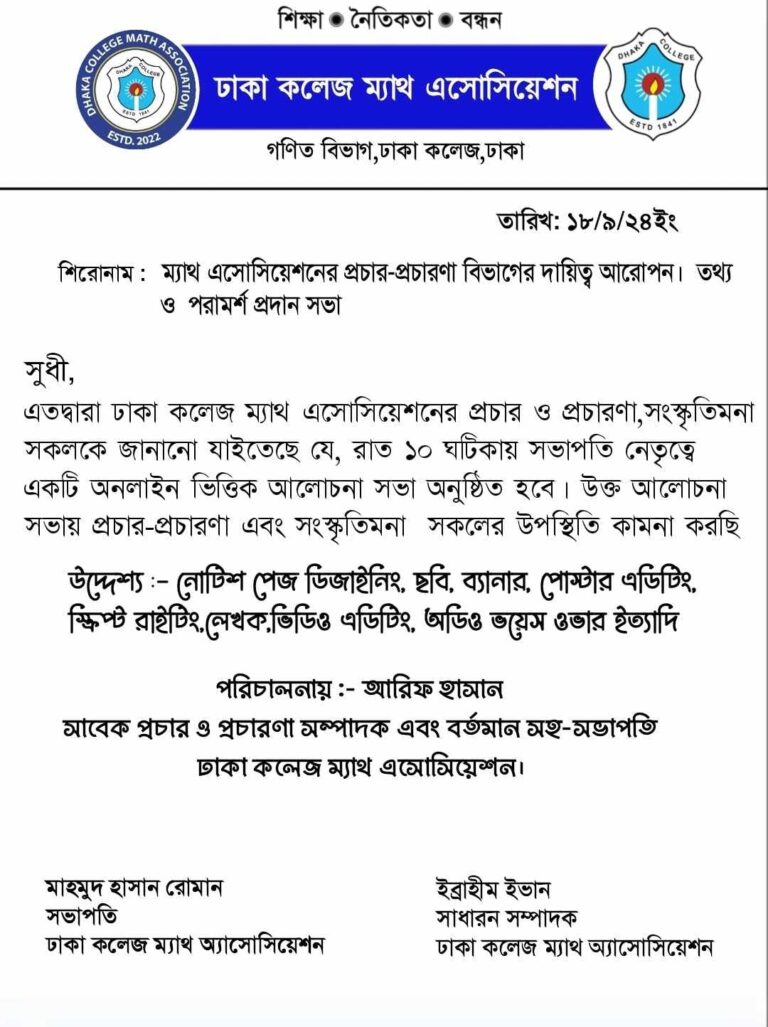 শিক্ষা ● নৈতিকতা ● বন্ধন
DHAKA COLLEGE MATH ASSOCIATION
DHAKA COLLEGE
ESTD 1841
ESTD. 2022
ঢাকা কলেজ ম্যাথ এসোসিয়েশন
DHAKA COLLEGE
ESTD 1841
গণিত বিভাগ,ঢাকা কলেজ,ঢাকা
তারিখ: ১৮/৯/২৪ইং
শিরোনাম : ম্যাথ এসোসিয়েশনের প্রচার-প্রচারণা বিভাগের দায়িত্ব আরোপন। তথ্য
ও পরামর্শ প্রদান সভা
সুধী,
এতদ্বারা ঢাকা কলেজ ম্যাথ এসোসিয়েশনের প্রচার ও প্রচারণা,সংস্কৃতিমনা
সকলকে জানানো যাইতেছে যে, রাত ১০ ঘটিকায় সভাপতি নেতৃত্বে
একটি অনলাইন ভিত্তিক আলোচনা সভা অনুষ্ঠিত হবে। উক্ত আলোচনা
সভায় প্রচার-প্রচারণা এবং সংস্কৃতিমনা সকলের উপস্থিতি কামনা করছি
উদ্দেশ্য :- নোটিশ পেজ ডিজাইনিং, ছবি, ব্যানার, পোস্টার এডিটিং,
স্ক্রিপ্ট রাইটিং,লেখক,ভিডিও এডিটিং, অডিও ভয়েস ওভার ইত্যাদি
পরিচালনায় :- আরিফ হাসান
সাবেক প্রচার ও প্রচারণা সম্পাদক এবং বর্তমান সহ-সভাপতি
ঢাকা কলেজ ম্যাথ এসোসিয়েশন।
মাহমুদ হাসান রোমান
সভাপতি
ঢাকা কলেজ ম্যাথ অ্যাসোসিয়েশন
ইব্রাহীম ইভান
সাধারন সম্পাদক
ঢাকা কলেজ ম্যাথ অ্যাসোসিয়েশন